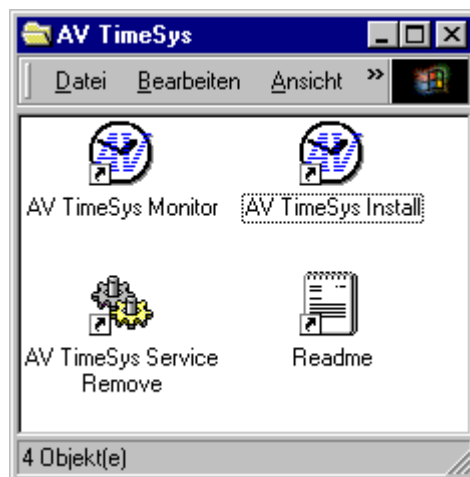 AV TimeSys
Datei Bearbeiten Ansicht »
AV TimeSys Monitor AV TimeSys Install
AV TimeSys Service
Remove
Readme
4 Objekt(e)